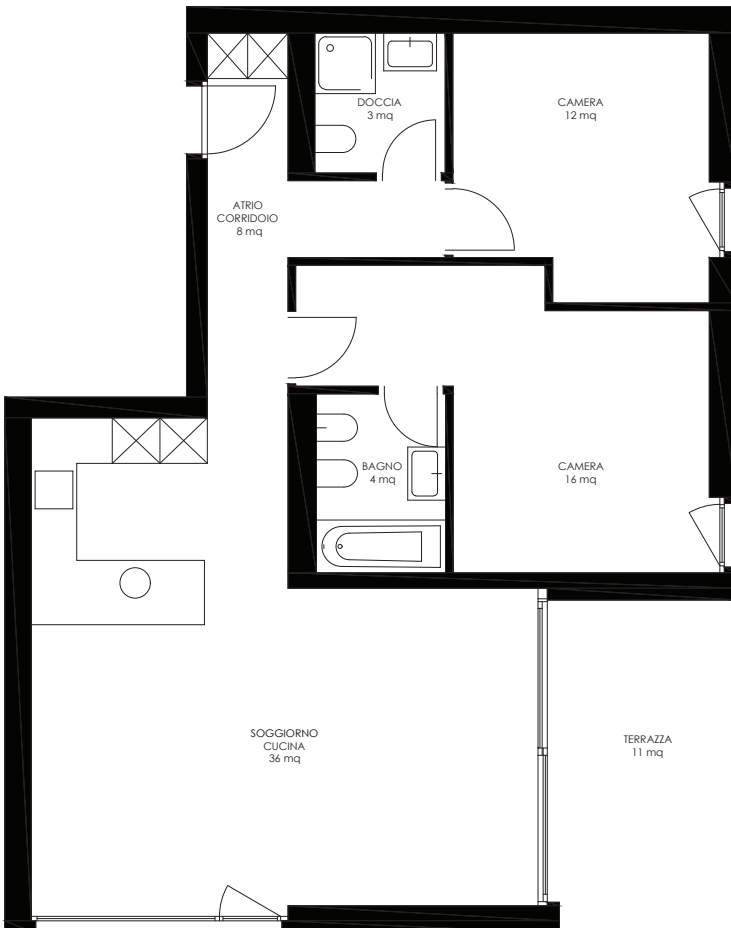 DOCCIA
3 mq
CAMERA
12 mq
ATRIO
CORRIDOIO
8 mq
BAGNO
4 mq
CAMERA
16 mq
SOGGIORNO
CUCINA
36 mq
TERRAZZA
11 mq